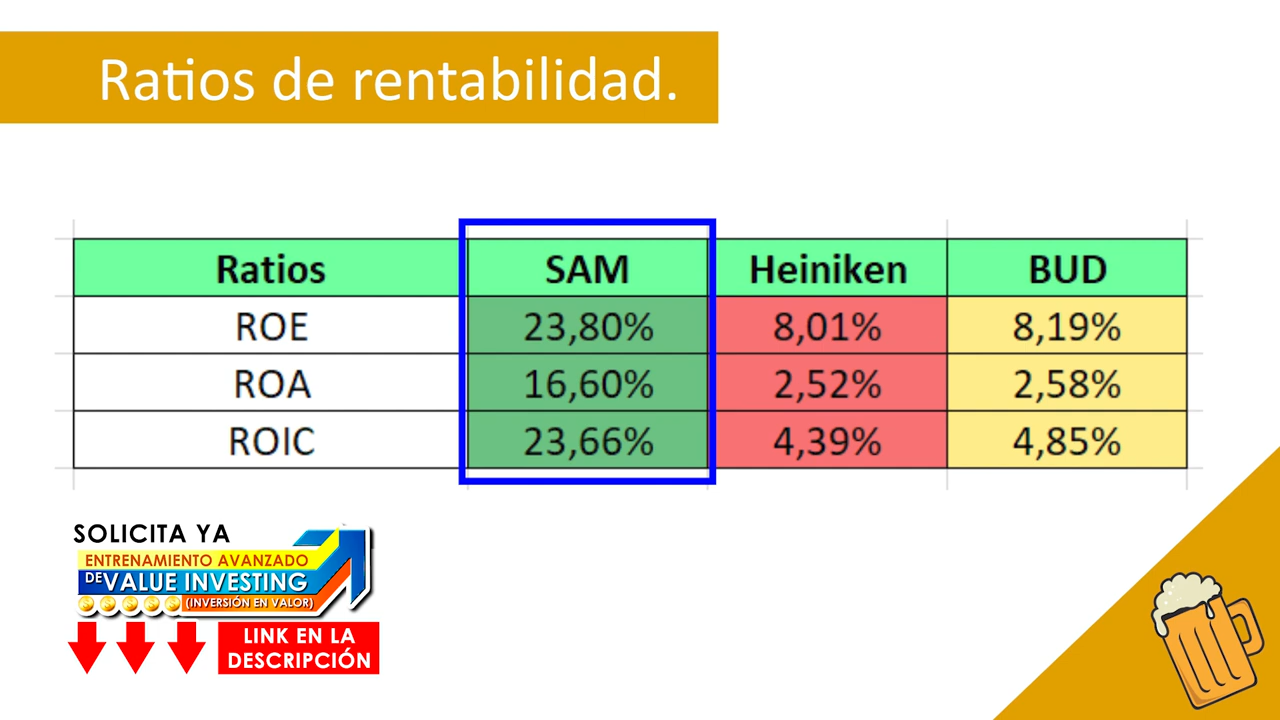 Ratios de rentabilidad.
Ratios SAM Heiniken BUD
ROE 23,80% 8,01% 8,19%
ROA 16,60% 2,52% 2,58%
ROIC 23,66% 4,39% 4,85%
SOLICITA YA
ENTRENAMIENTO AVANZADO
DE VALUE INVESTING
(INVERSIÓN EN VALOR)
LINK EN LA
DESCRIPCIÓN